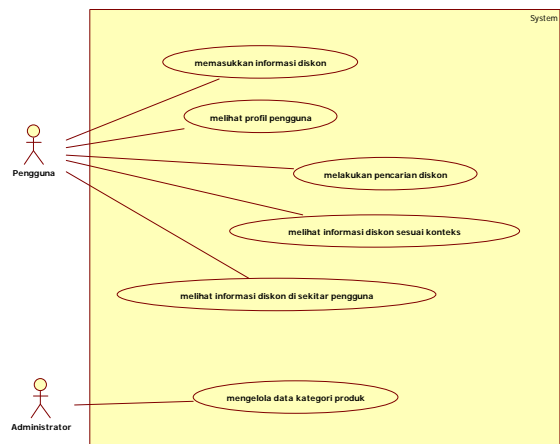 System
memasukkan informasi diskon
melihat profil pengguna
Pengguna
melakukan pencarian diskon
melihat informasi diskon sesuai konteks
melihat informasi diskon di sekitar pengguna
mengelola data kategori produk
Administrator